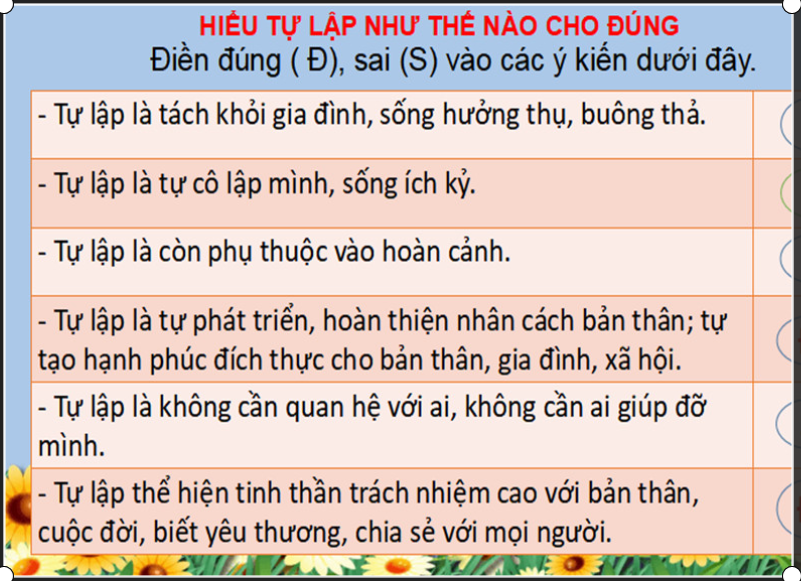 HIỂU TỰ LẬP NHƯ THẾ NÀO CHO ĐÚNG
Điền đúng ( Đ), sai (S) vào các ý kiến dưới đây.
- Tự lập là tách khỏi gia đình, sống hưởng thụ, buông thả.
- Tự lập là tự cô lập mình, sống ích kỷ.
- Tự lập là còn phụ thuộc vào hoàn cảnh.
- Tự lập là tự phát triển, hoàn thiện nhân cách bản thân; tự
tạo hạnh phúc đích thực cho bản thân, gia đình, xã hội.
- Tự lập là không cần quan hệ với ai, không cần ai giúp đỡ
mình.
- Tự lập thể hiện tinh thần trách nhiệm cao với bản thân,
cuộc đời, biết yêu thương, chia sẻ với mọi người.